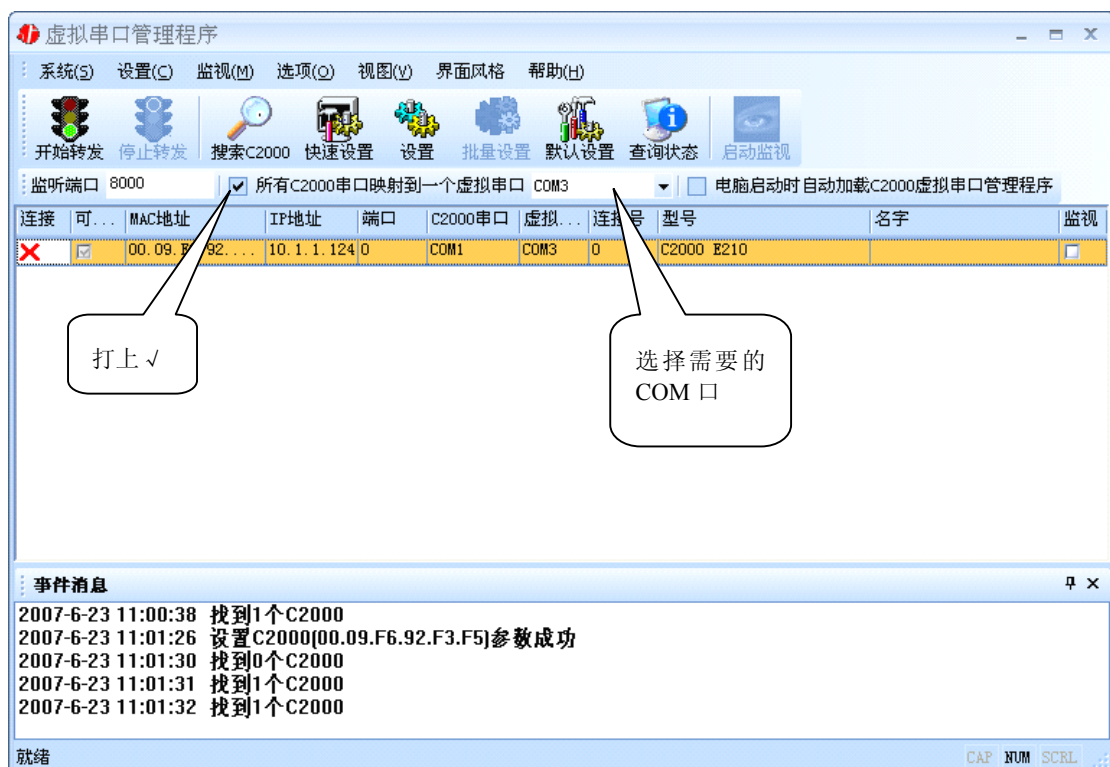 虚拟串口管理程序
系统(S) 设置(C) 监视(M) 选项(O) 视图(V) 界面风格 帮助(H)
开始转发 停止转发 搜索C2000 快速设置 设置 批量设置 默认设置 查询状态 启动监视
监听端口 8000 所有C2000串口映射到一个虚拟串口 COM3 电脑启动时自动加载C2000虚拟串口管理程序
连接 可... MAC地址 IP地址 端口 C2000串口 虚拟... 连接号 型号 名字 监视
00.09. 92.... 10.1.1.124 0 COM1 COM3 0 C2000 E210
打上√
选择需要的
COM 口
事件消息
2007-6-23 11:00:38 找到1个C2000
2007-6-23 11:01:26 设置C2000(00.09.F6.92.F3.F5)参数成功
2007-6-23 11:01:30 找到0个C2000
2007-6-23 11:01:31 找到1个C2000
2007-6-23 11:01:32 找到1个C2000
就绪 CAP NUM SCRL